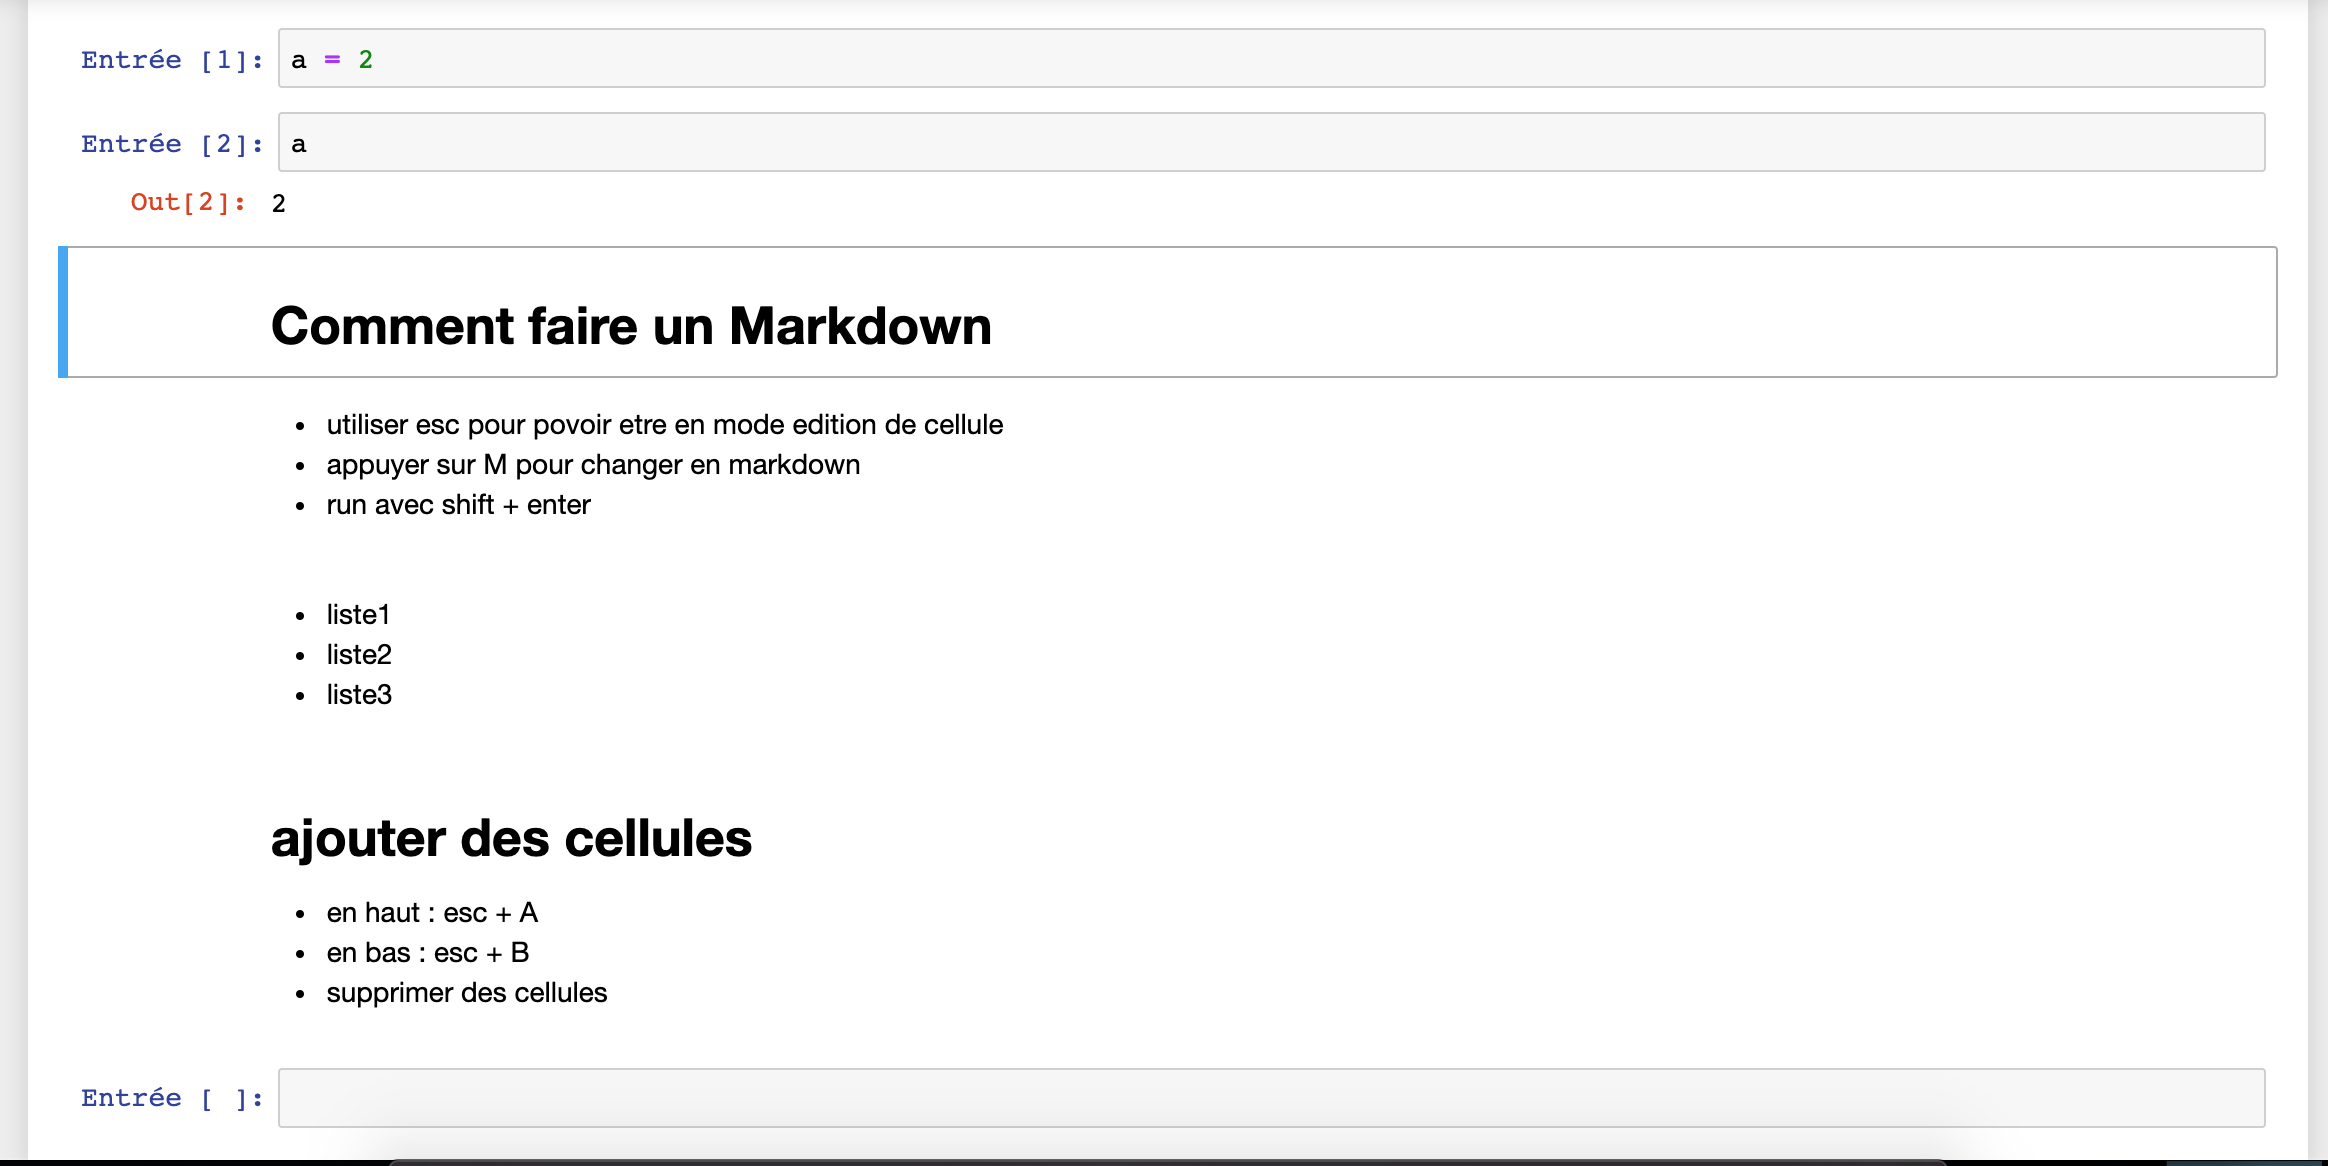 Entrée [1]: a = 2
Entrée [2]: a
Out[2]: 2
Comment faire un Markdown
• utiliser esc pour povoir etre en mode edition de cellule
• appuyer sur M pour changer en markdown
• run avec shift + enter
• liste1
• liste2
• liste3
ajouter des cellules
• en haut : esc + A
• en bas : esc + B
• supprimer des cellules
Entrée [ ]: